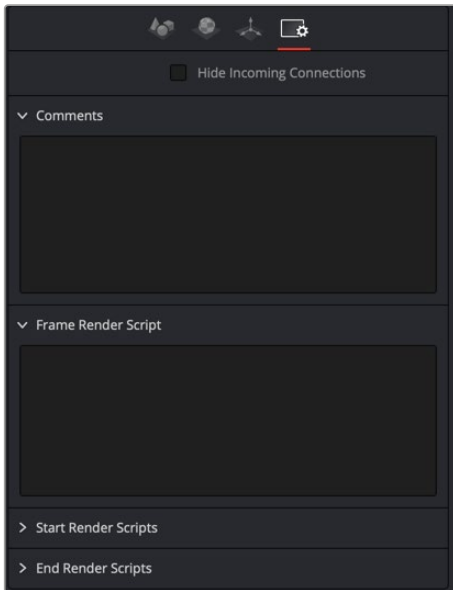 Hide Incoming Connections
Comments
Frame Render Script
Start Render Scripts
End Render Scripts